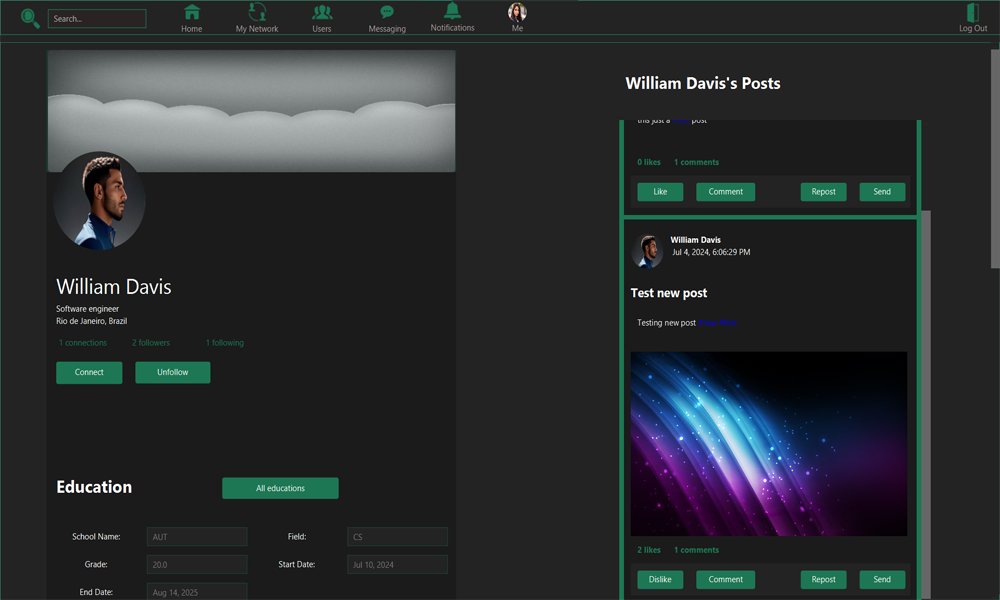 Search...
Home
My Network
Users
Messaging
Notifications
Me
Log Out
William Davis
Software engineer
Rio de Janeiro, Brazil
1 connections 2 followers 1 following
Connect Unfollow
Education All educations
School Name: AUT Field: CS
Grade: 20.0 Start Date: Jul 10, 2024
End Date: Aug 14, 2025
William Davis's Posts
this just a post
0 likes 1 comments
Like Comment Repost Send
William Davis
Jul 4, 2024, 6:06:29 PM
Test new post
Testing new post
2 likes 1 comments
Dislike Comment Repost Send